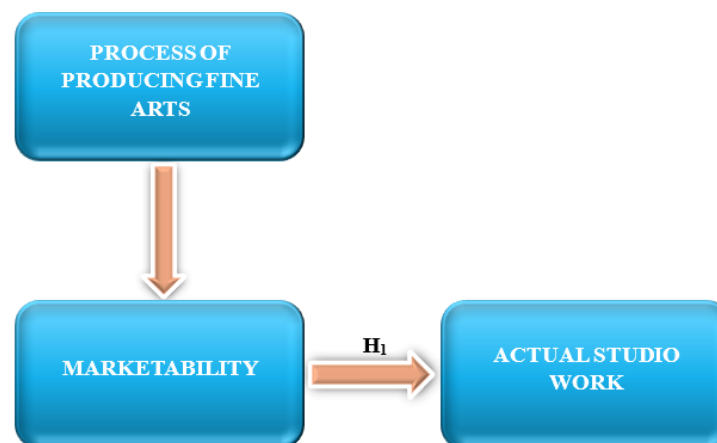 PROCESS OF
PRODUCING FINE
ARTS
MARKETABILITY
H₁
ACTUAL STUDIO
WORK